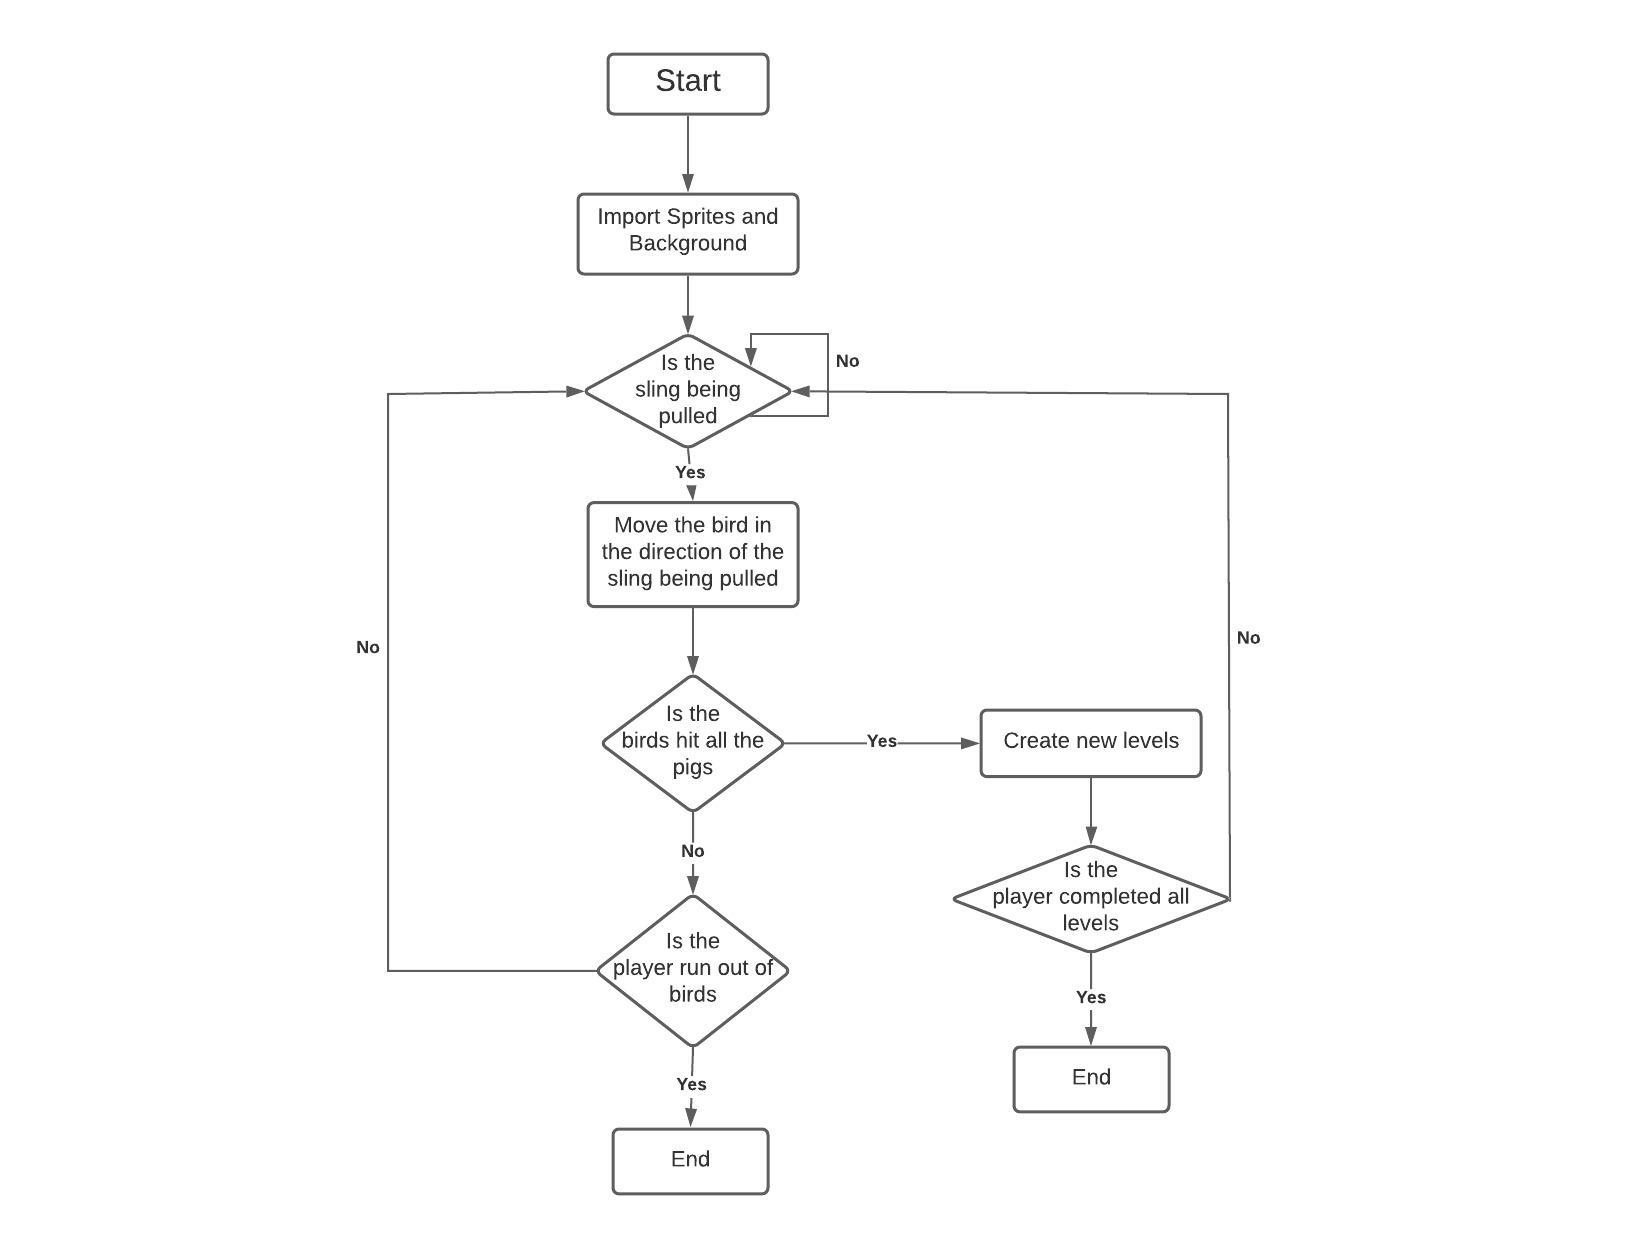 Start
Import Sprites and
Background
Is the
sling being
pulled
No
Yes
Move the bird in
the direction of the
sling being pulled
No
No
Is the
birds hit all the
pigs
Yes
Create new levels
No
Is the
player completed all
levels
Is the
player run out of
birds
Yes
End
Yes
End